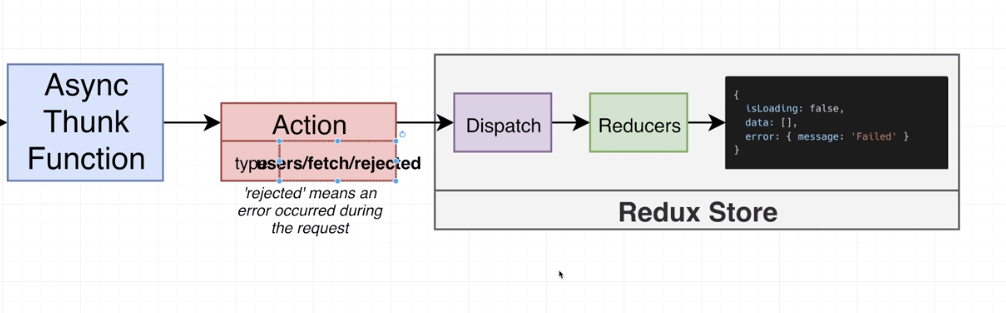 Async
Thunk
Function
Action
type
users/fetch/rejected
'rejected' means an
error occurred during
the request
Dispatch
Reducers
{
isLoading: false,
data: [],
error: { message: 'Failed' }
}
Redux Store